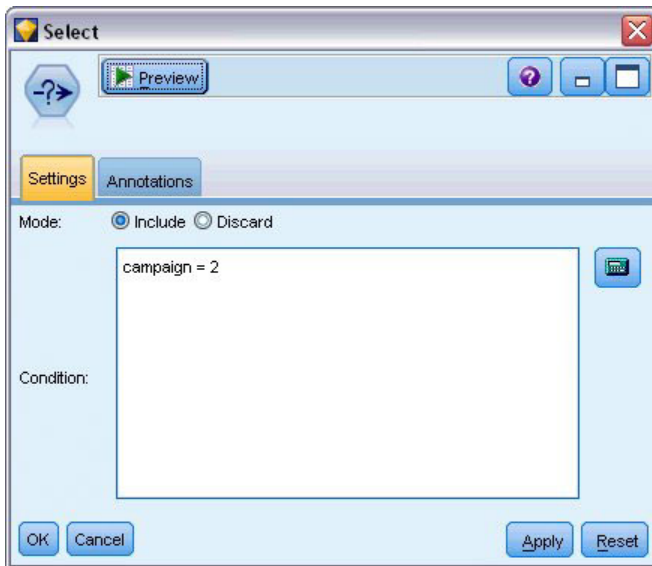 Select
Preview
Settings
Annotations
Mode:
Include
Discard
campaign = 2
Condition:
OK
Cancel
Apply
Reset